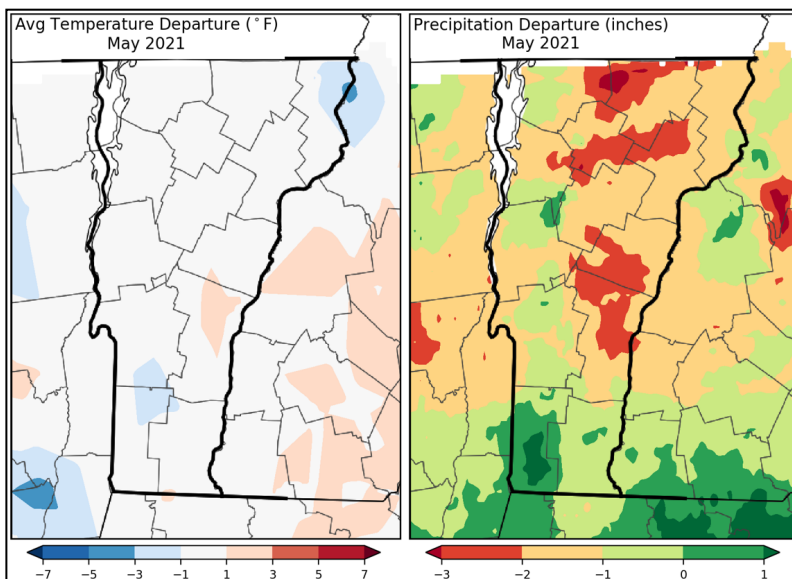 Avg Temperature Departure (°F)
May 2021
Precipitation Departure (inches)
May 2021
−7 −5 −3 −1 1 3 5 7
−3 −2 −1 0 1